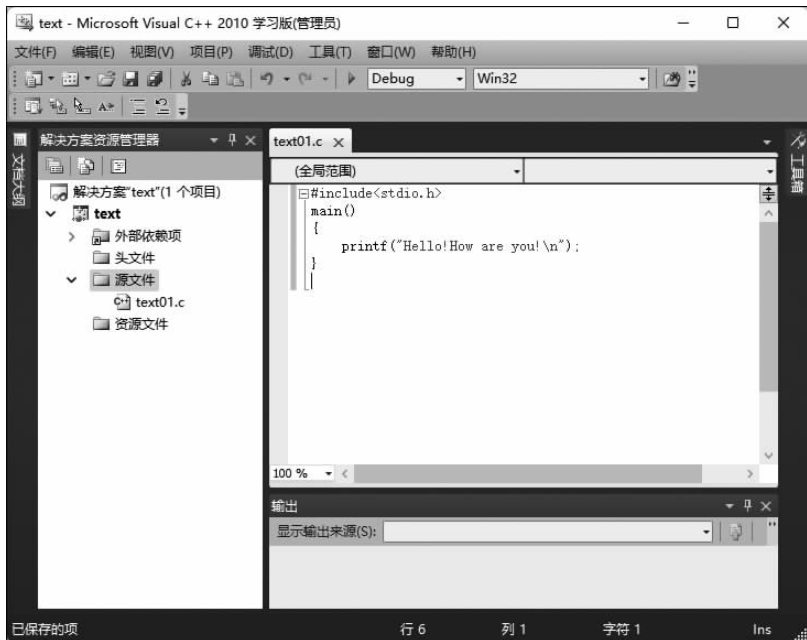 text - Microsoft Visual C++ 2010 学习版(管理员)
文件(F) 编辑(E) 视图(V) 项目(P) 调试(D) 工具(T) 窗口(W) 帮助(H)
Debug Win32
文档大纲
解决方案资源管理器
解决方案"text"(1 个项目)
text
外部依赖项
头文件
源文件
text01.c
资源文件
text01.c
(全局范围)
#include<stdio.h>
main()
{
printf("Hello!How are you!\n");
}
100 %
工具箱
输出
显示输出来源(S):
已保存的项 行 6 列 1 字符 1 Ins